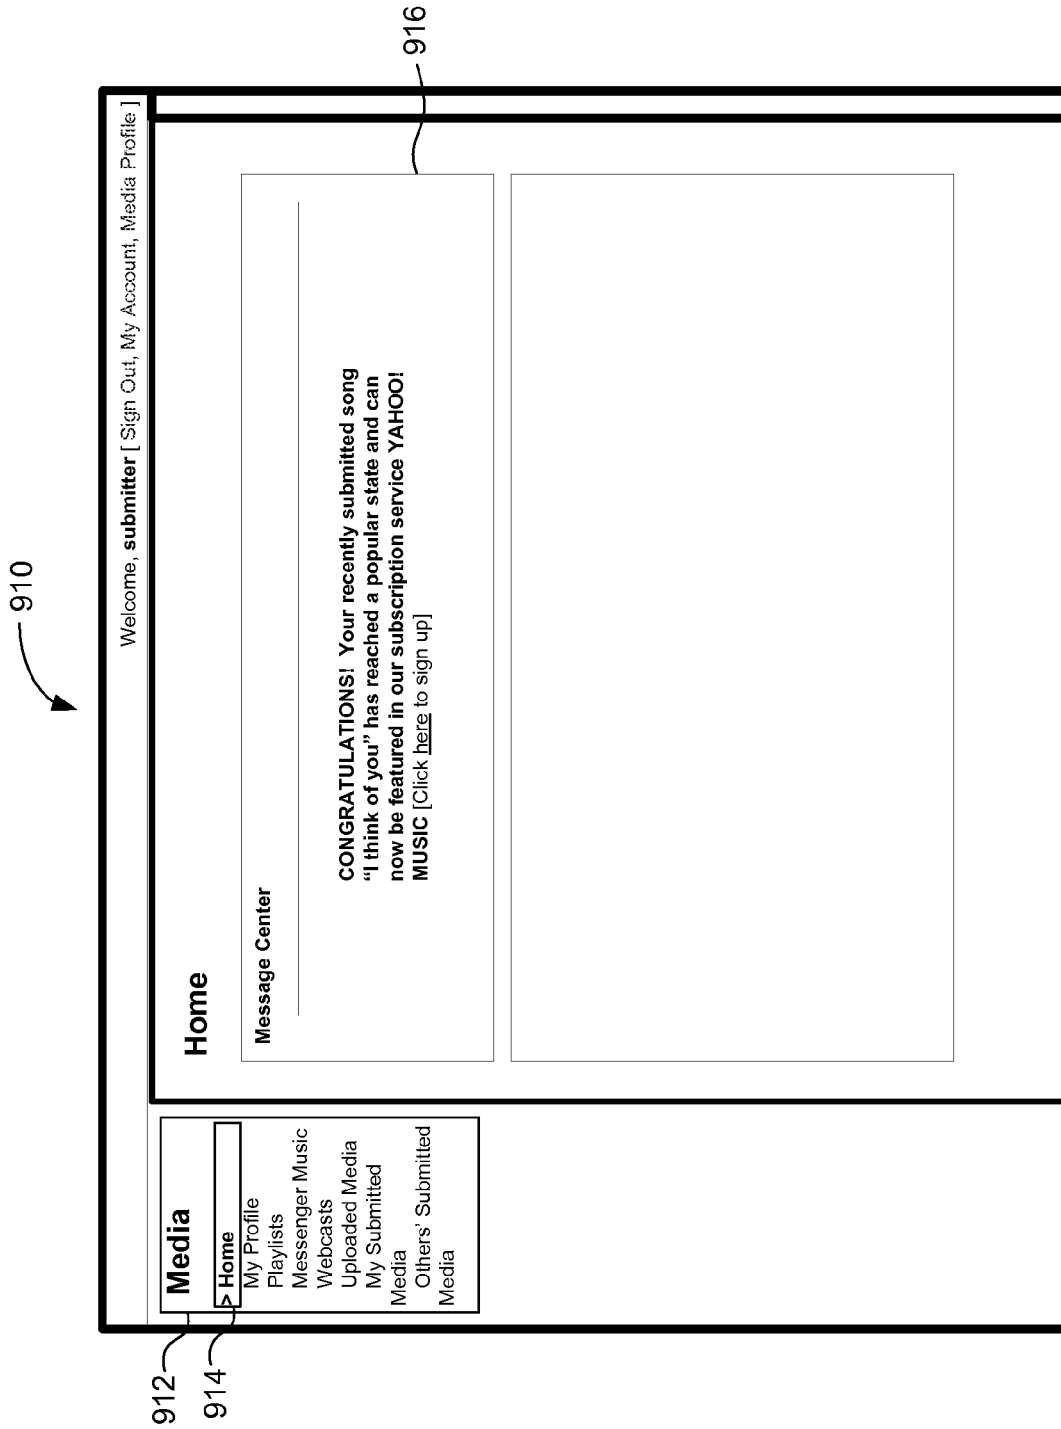 910
Welcome, submitter [ Sign Out, My Account, Media Profile ]
912
Media
914
> Home
My Profile
Playlists
Messenger Music
Webcasts
Uploaded Media
My Submitted
Media
Others' Submitted
Media
Home
916
Message Center
CONGRATULATIONS! Your recently submitted song
“I think of you” has reached a popular state and can
now be featured in our subscription service YAHOO!
MUSIC [Click here to sign up]